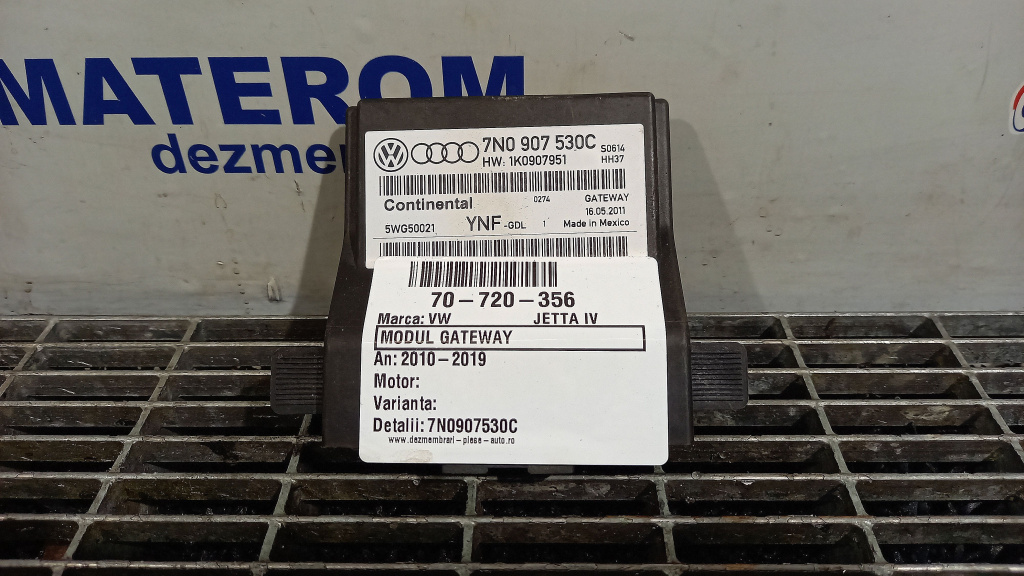 MATEROM
dezmem
7N0 907 530C S0614
HW: 1K0907951 HH37
Continental 0274 GATEWAY
16.05.2011
5WG50021 YNF -GDL 1 Made in Mexico
70-720-356
Marca: VW JETTA IV
MODUL GATEWAY
An: 2010-2019
Motor:
Varianta:
Detalii: 7N0907530C
www.dezmembrari-piese-auto.ro